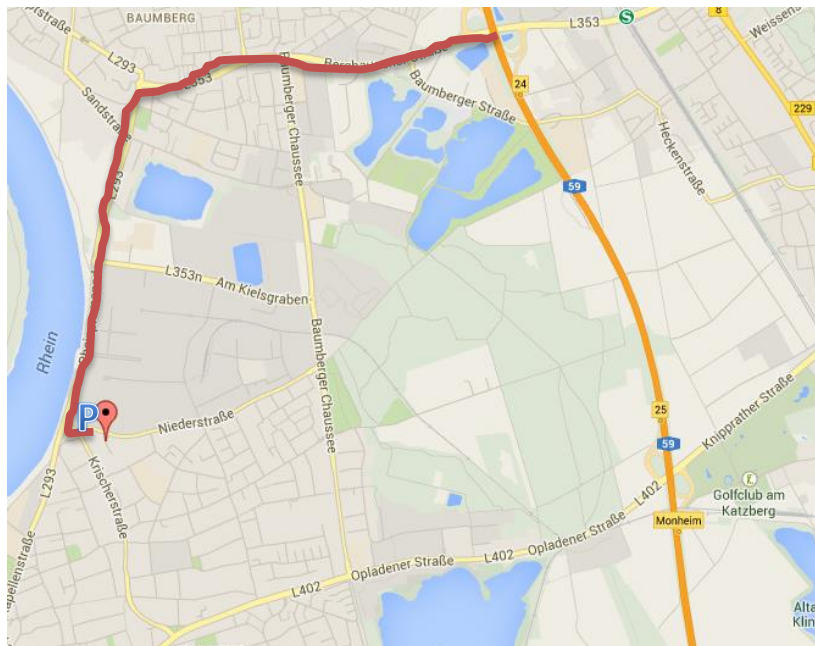 BAUMBERG
L293
L353
S
8
L353
24
Baumberger Straße
229
Sandstraße
Baumberger Chaussee
Heckenstraße
59
L293
L353n
Am Kielsgraben
Rhein
Baumberger Chaussee
25
P
Niederstraße
59
Knipprather Straße
L293
Krischerstraße
L402
Golfclub am
Katzberg
Monheim
Opladener Straße
L402
Opladener Straße
L402